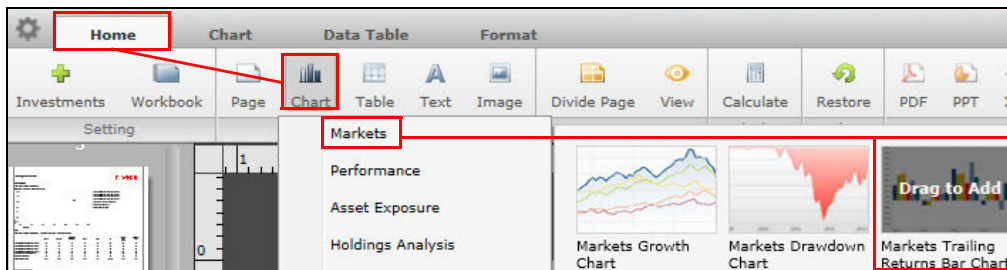 Home Chart Data Table Format
Investments Workbook Page Chart Table Text Image Divide Page View Calculate Restore PDF PPT
Setting
Markets
Performance
Asset Exposure
Holdings Analysis
1
0
Drag to Add
Markets Growth
Chart
Markets Drawdown
Chart
Markets Trailing
Returns Bar Chart